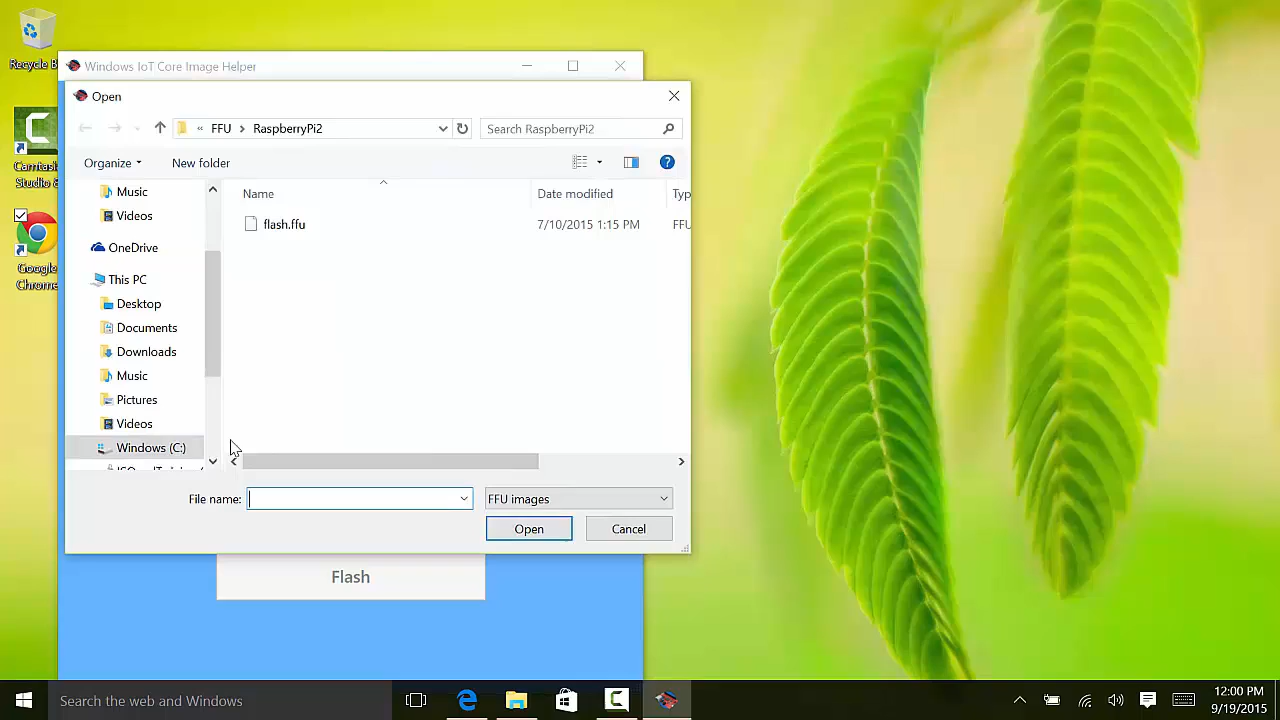 Recycle B
Camtas
Studio 8
Google
Chrome
Windows IoT Core Image Helper
Open
« FFU > RaspberryPi2
Search RaspberryPi2
Organize
New folder
Name
Date modified
Typ
Music
Videos
OneDrive
This PC
Desktop
Documents
Downloads
Music
Pictures
Videos
Windows (C:)
flash.ffu
7/10/2015 1:15 PM
FFU
File name:
FFU images
Open
Cancel
Flash
Search the web and Windows
12:00 PM
9/19/2015